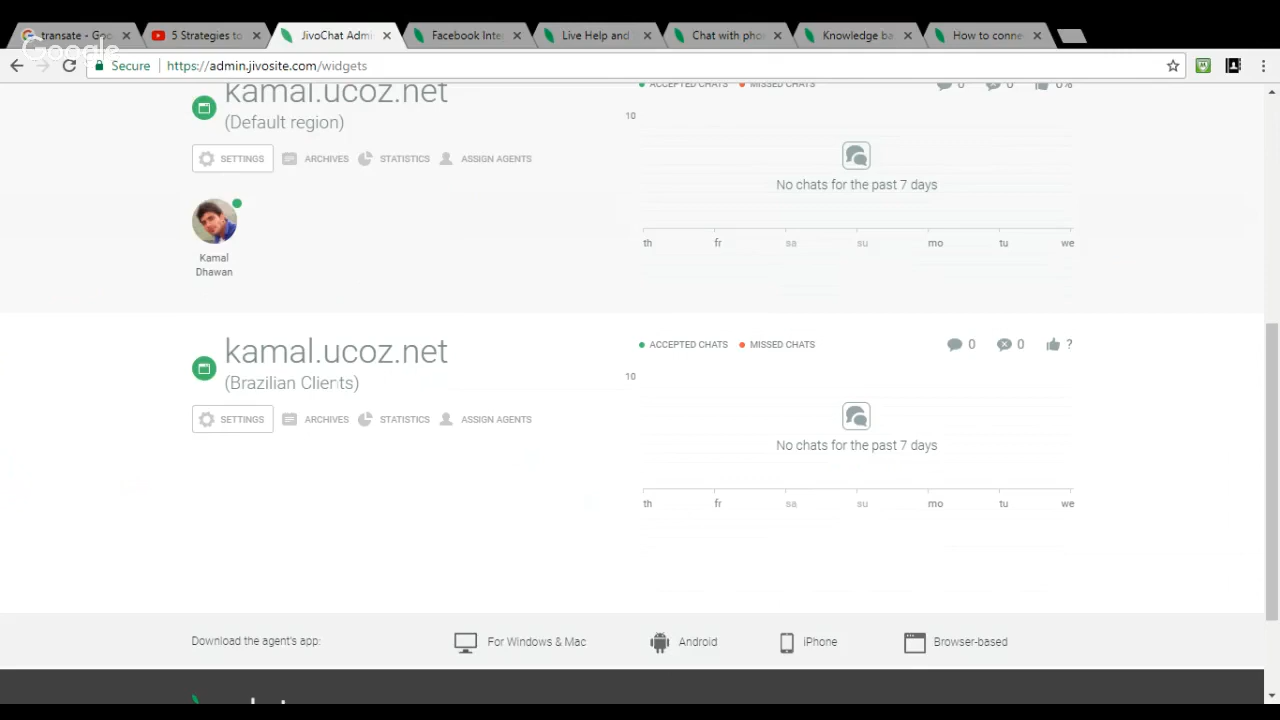 transate - Goo
5 Strategies to
JivoChat Admi
Facebook Inte
Live Help and
Chat with pho
Knowledge ba
How to conne
Google
Secure
https://admin.jivosite.com/widgets
kamal.ucoz.net
(Default region)
ACCEPTED CHATS
MISSED CHATS
0
0
0%
10
SETTINGS
ARCHIVES
STATISTICS
ASSIGN AGENTS
No chats for the past 7 days
th fr sa su mo tu we
Kamal
Dhawan
kamal.ucoz.net
(Brazilian Clients)
ACCEPTED CHATS
MISSED CHATS
0
0
?
10
SETTINGS
ARCHIVES
STATISTICS
ASSIGN AGENTS
No chats for the past 7 days
th fr sa su mo tu we
Download the agent's app:
For Windows & Mac
Android
iPhone
Browser-based